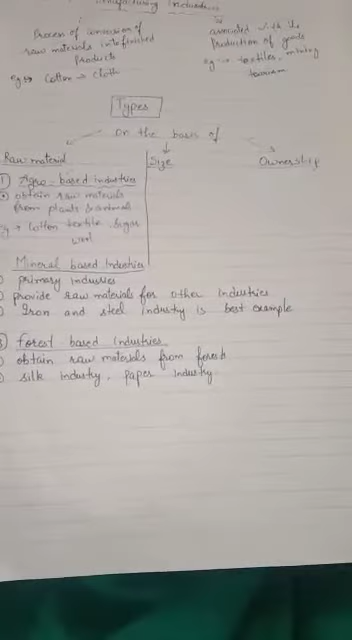 Manufacturing Industries
Process of conversion of
raw materials into finished
Products
eg → Cotton → Cloth
associated with the
Production of goods
eg → textiles, mining
tourism
Types
on the basis of
Raw material
Size
Ownership
① Agro-based industries
obtain raw materials
from plants & animal
eg → Cotton textile Sugar
Mineral based Industries
primary industries
provide raw materials for other industries
Iron and steel industry is best example
Forest based Industries
obtain raw materials from forests
silk industry, paper industry